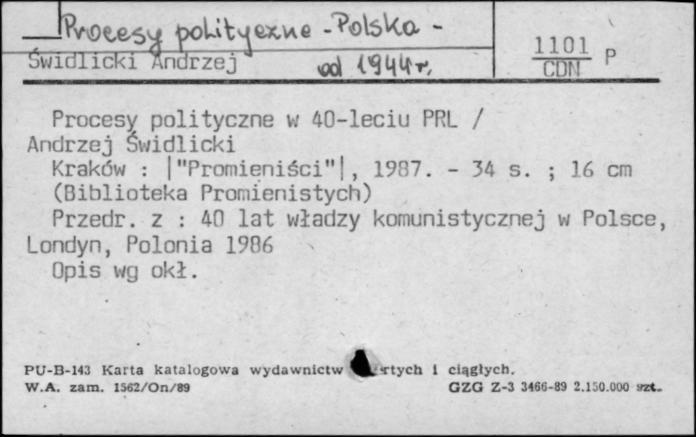 Procesy polityczne - Polska -
od 1944 r.
Świdlicki Andrzej
1101 P
CDN
Procesy polityczne w 40-leciu PRL /
Andrzej Świdlicki
Kraków : |"Promieniści"|, 1987. - 34 s. ; 16 cm
(Biblioteka Promienistych)
Przedr. z : 40 lat władzy komunistycznej w Polsce,
Londyn, Polonia 1986
Opis wg okł.
PU-B-143 Karta katalogowa wydawnictw rtych i ciągłych.
W.A. zam. 1562/On/89 GZG Z-3 3466-89 2.150.000 szt.